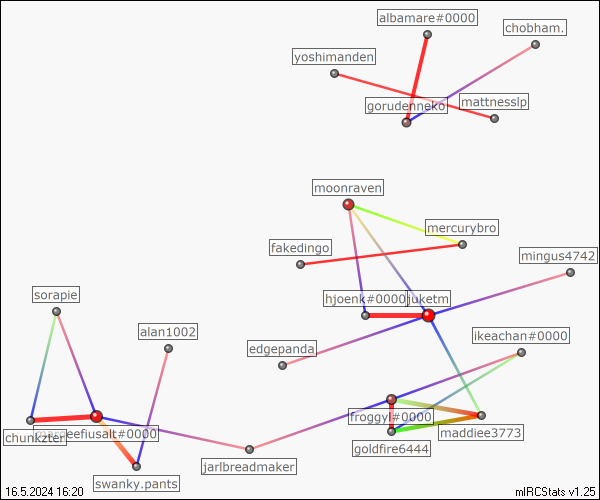 albamare#0000
chobham.
yoshimanden
mattnesslp
gorudenneko
moonraven
mercurybro
fakedingo
mingus4742
sorapie
hjoenk#0000
juketm
alan1002
ikeachan#0000
edgepanda
froggyl#0000
chunkzter
eefiusalt#0000
maddiee3773
goldfire6444
jarlbreadmaker
swanky.pants
16.5.2024 16:20
mIRCStats v1.25